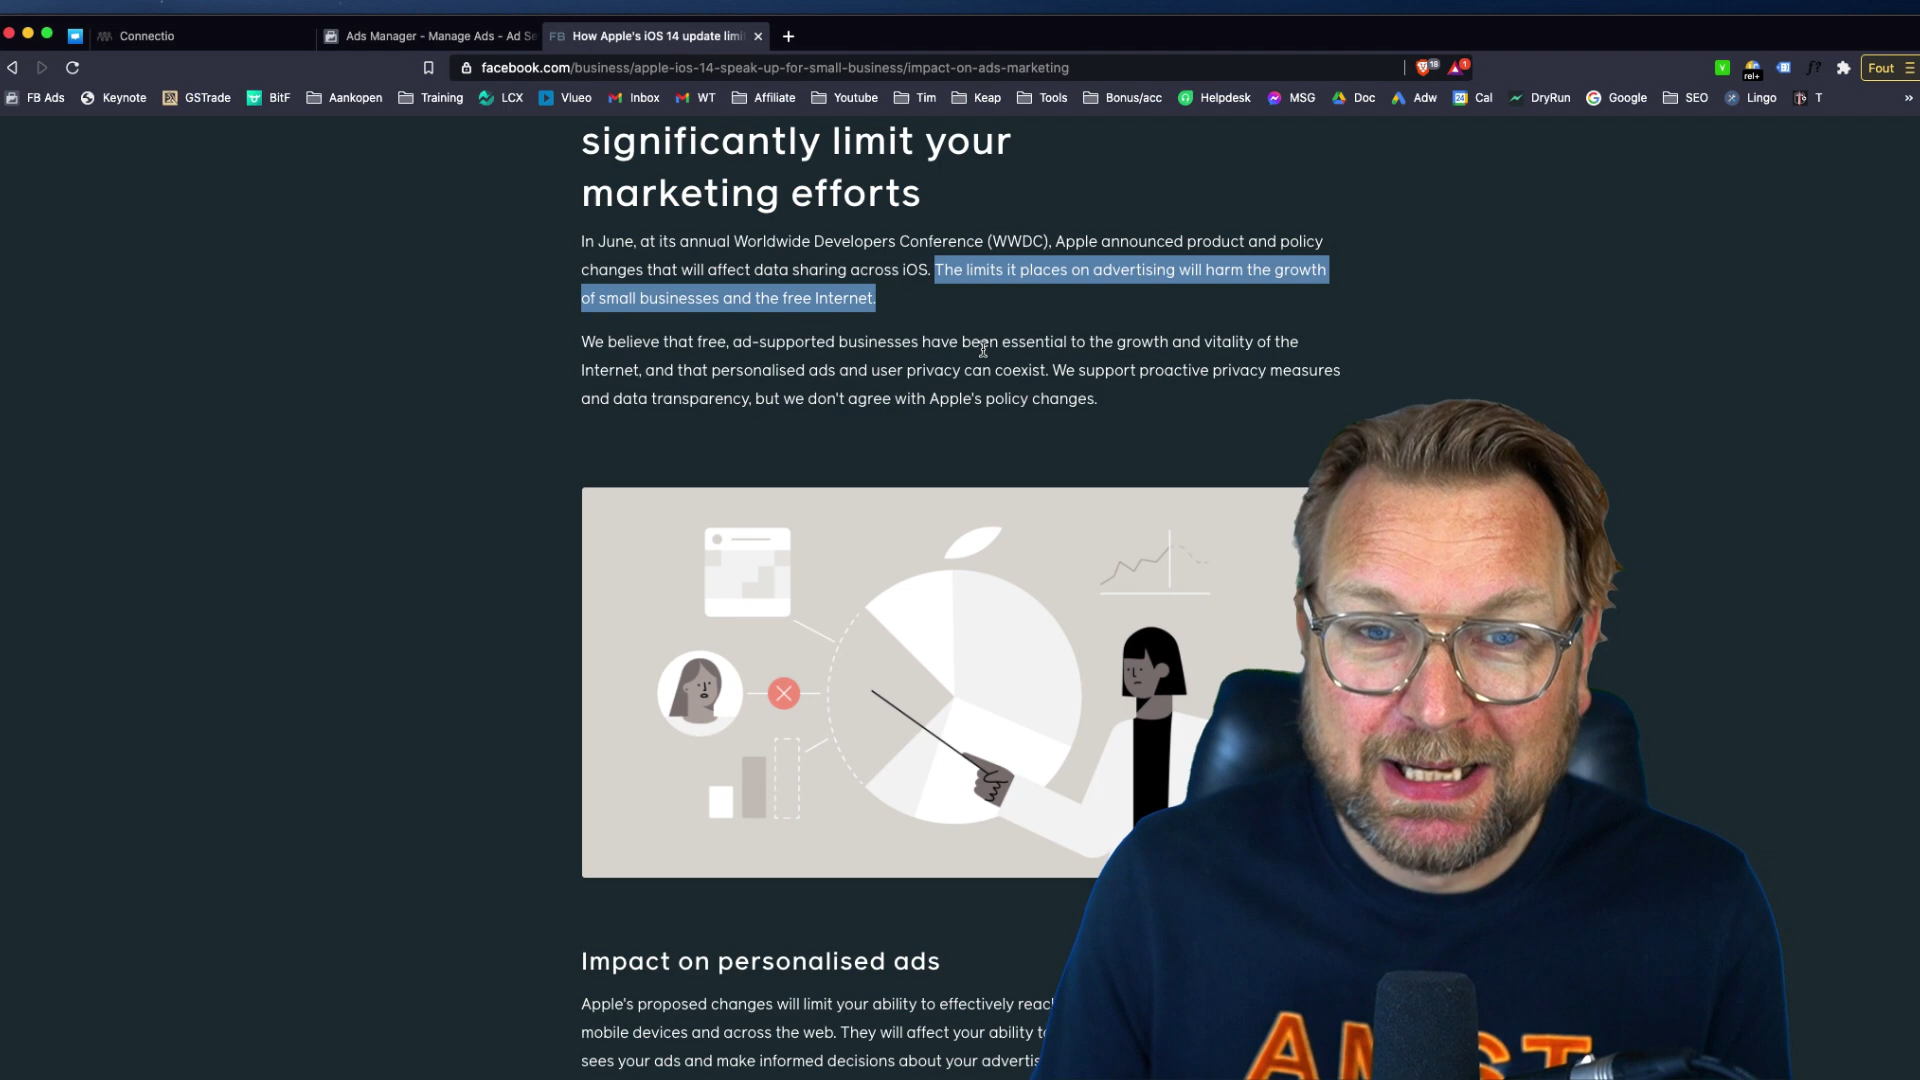 Connectio
Ads Manager - Manage Ads - Ad Se
FB How Apple's iOS 14 update limi
facebook.com/business/apple-ios-14-speak-up-for-small-business/impact-on-ads-marketing
18
1
rel+
f?
Fout
FB Ads Keynote GSTrade BitF Aankopen Training LCX Vlueo Inbox WT Affiliate Youtube Tim Keap Tools Bonus/acc Helpdesk MSG Doc Adw Cal DryRun Google SEO Lingo T »
significantly limit your
marketing efforts
In June, at its annual Worldwide Developers Conference (WWDC), Apple announced product and policy
changes that will affect data sharing across iOS. The limits it places on advertising will harm the growth
of small businesses and the free Internet.
We believe that free, ad-supported businesses have been essential to the growth and vitality of the
Internet, and that personalised ads and user privacy can coexist. We support proactive privacy measures
and data transparency, but we don't agree with Apple's policy changes.
Impact on personalised ads
Apple's proposed changes will limit your ability to effectively reach
mobile devices and across the web. They will affect your ability to
sees your ads and make informed decisions about your advertis
AMST